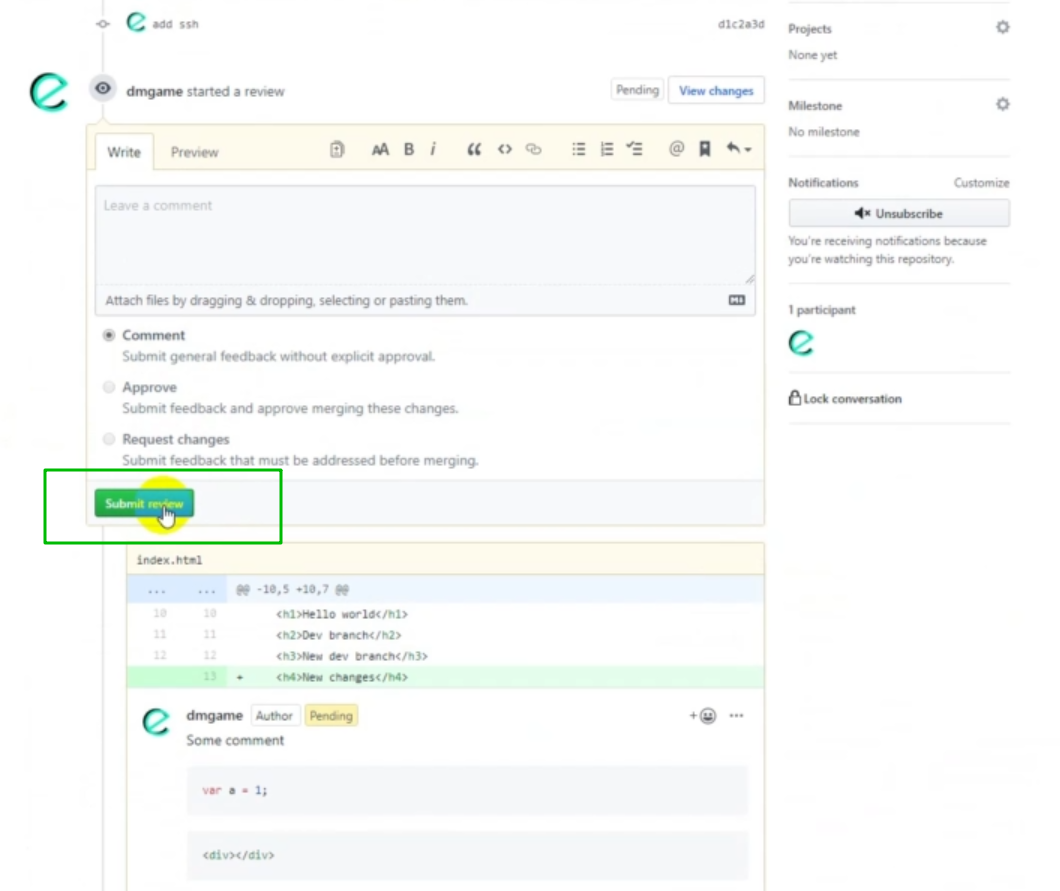 add ssh d1c2a3d
dmgame started a review Pending View changes
Write Preview AA B i @
Leave a comment
Attach files by dragging & dropping, selecting or pasting them.
Comment
Submit general feedback without explicit approval.
Approve
Submit feedback and approve merging these changes.
Request changes
Submit feedback that must be addressed before merging.
Submit review
index.html
... ... @@ -10,5 +10,7 @@
10 10 <h1>Hello world</h1>
11 11 <h2>Dev branch</h2>
12 12 <h3>New dev branch</h3>
13 + <h4>New changes</h4>
dmgame Author Pending
Some comment
var a = 1;
<div></div>
Projects
None yet
Milestone
No milestone
Notifications Customize
Unsubscribe
You're receiving notifications because
you're watching this repository.
1 participant
Lock conversation